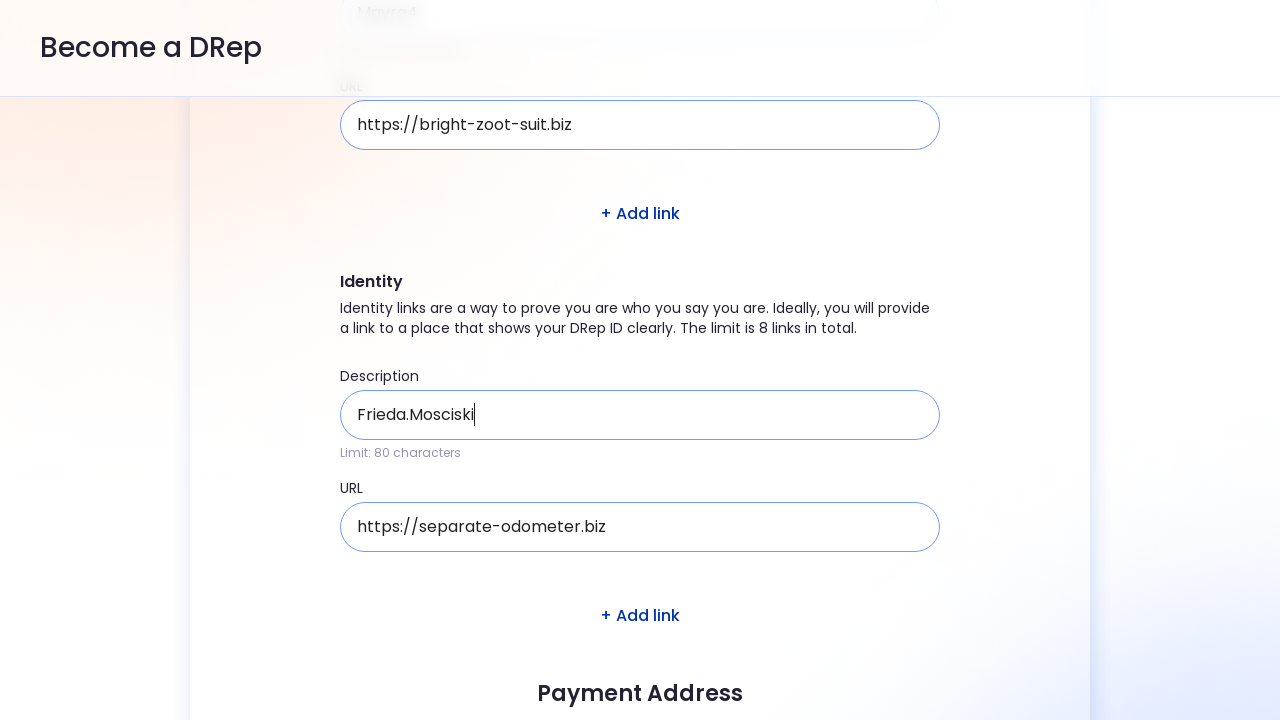 Become a DRep
URL
https://bright-zoot-suit.biz
+ Add link
Identity
Identity links are a way to prove you are who you say you are. Ideally, you will provide
a link to a place that shows your DRep ID clearly. The limit is 8 links in total.
Description
Frieda.Mosciski
Limit: 80 characters
URL
https://separate-odometer.biz
+ Add link
Payment Address